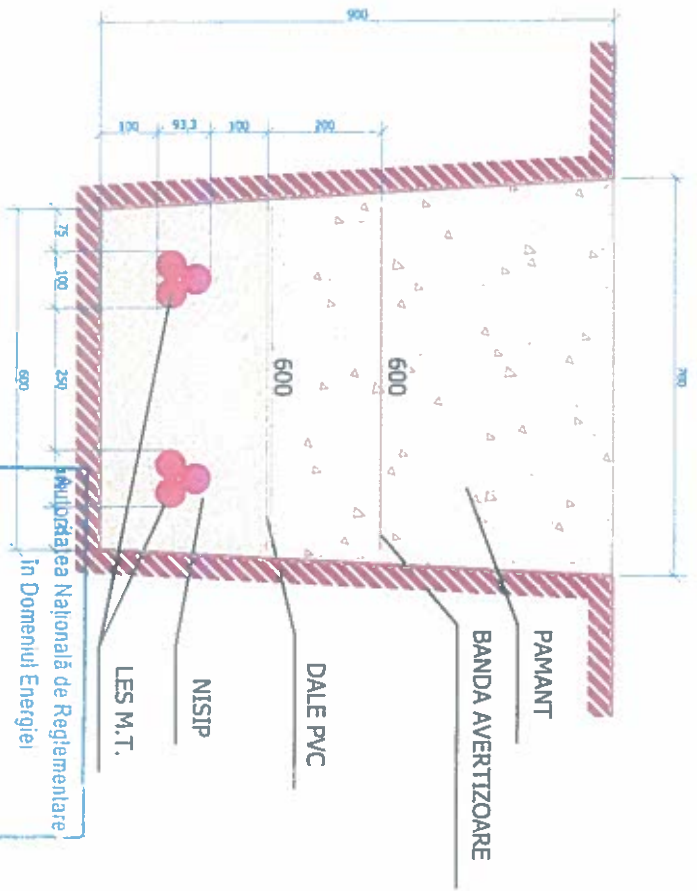 900
700
100
93,3
100
200
75
100
250
600
600
600
PAMANT
BANDA AVERTIZOARE
DALE PVC
NISIP
LES M.T.
Autoritatea Națională de Reglementare
în Domeniul Energiei